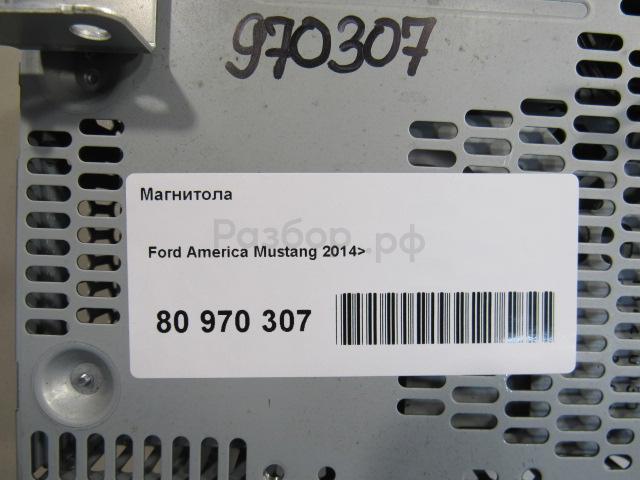 970307
Магнитола
Разбор.рф
Ford America Mustang 2014>
80 970 307